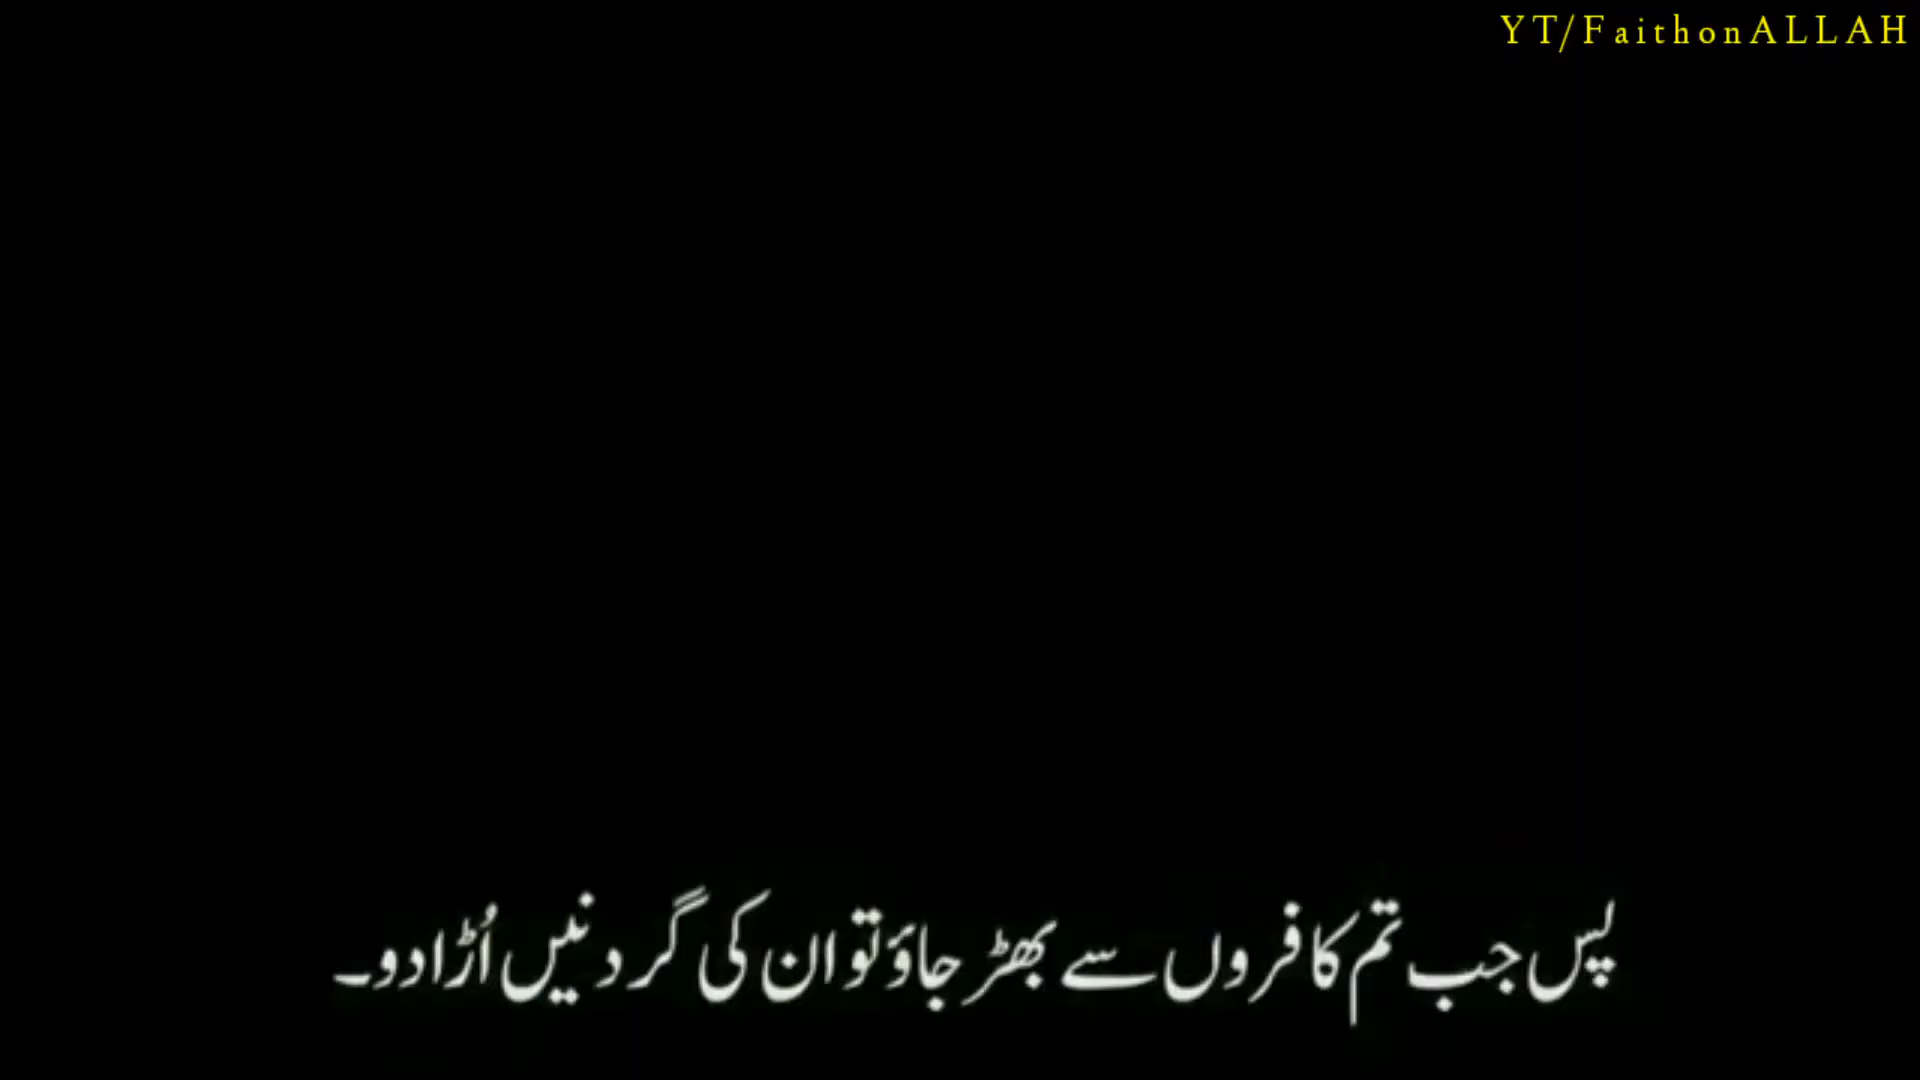 YT/FaithonALLAH
پس جب تم کافروں سے بھڑ جاؤ تو ان کی گردنیں اُڑا دو۔